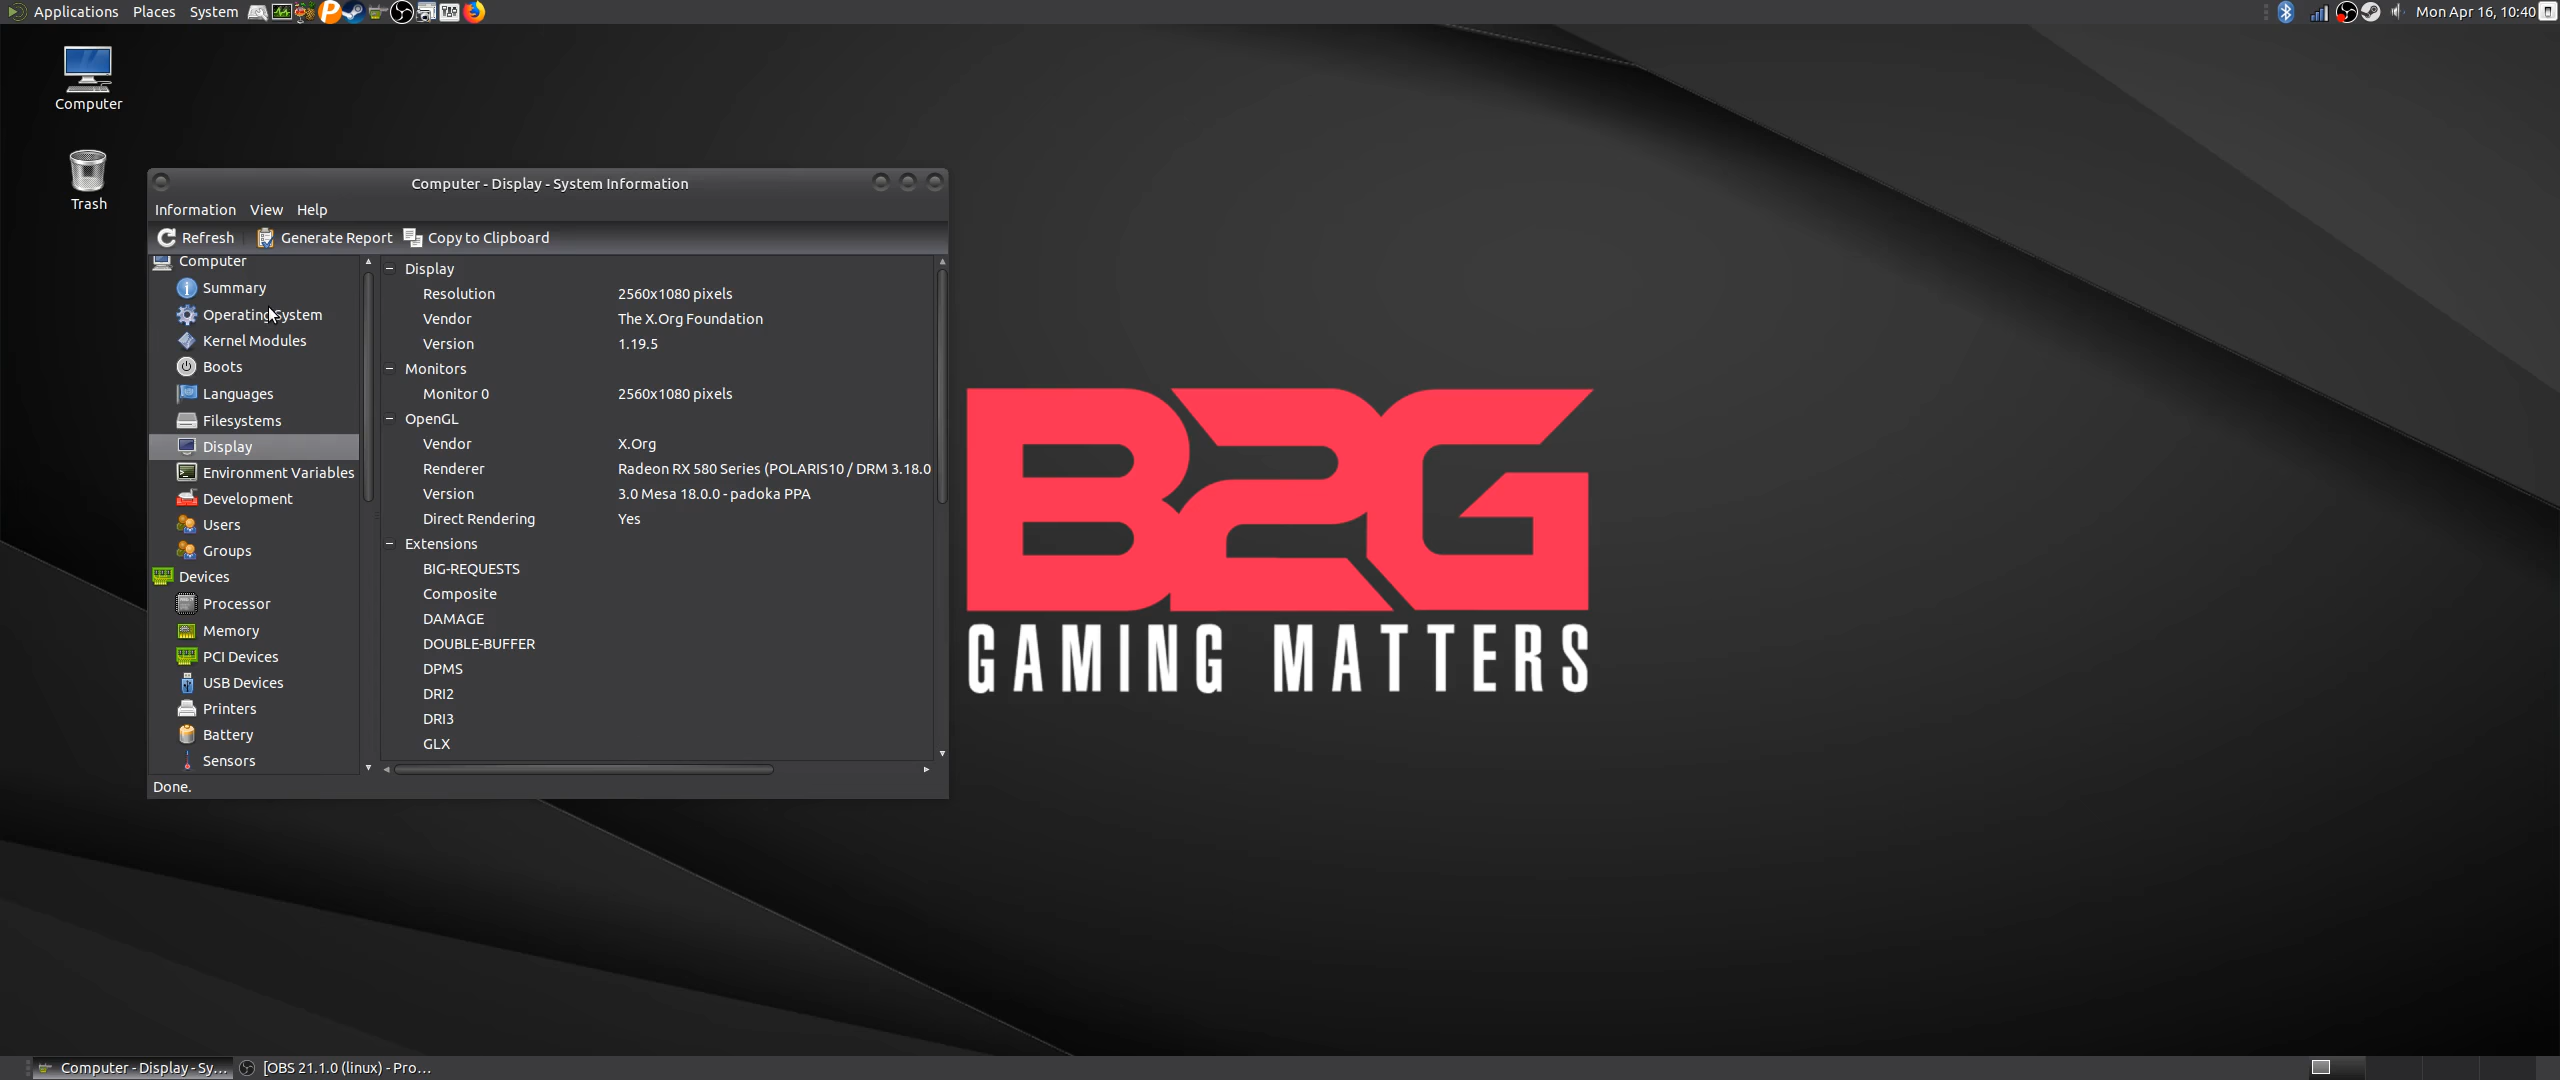 Applications Places System
Mon Apr 16, 10:40
Computer
Trash
Computer - Display - System Information
Information View Help
Refresh Generate Report Copy to Clipboard
Computer
Summary
Operating System
Kernel Modules
Boots
Languages
Filesystems
Display
Environment Variables
Development
Users
Groups
Devices
Processor
Memory
PCI Devices
USB Devices
Printers
Battery
Sensors
Display
Resolution 2560x1080 pixels
Vendor The X.Org Foundation
Version 1.19.5
Monitors
Monitor 0 2560x1080 pixels
OpenGL
Vendor X.Org
Renderer Radeon RX 580 Series (POLARIS10 / DRM 3.18.0
Version 3.0 Mesa 18.0.0 - padoka PPA
Direct Rendering Yes
Extensions
BIG-REQUESTS
Composite
DAMAGE
DOUBLE-BUFFER
DPMS
DRI2
DRI3
GLX
Done.
B2G
GAMING MATTERS
Computer - Display - Sy... [OBS 21.1.0 (linux) - Pro...